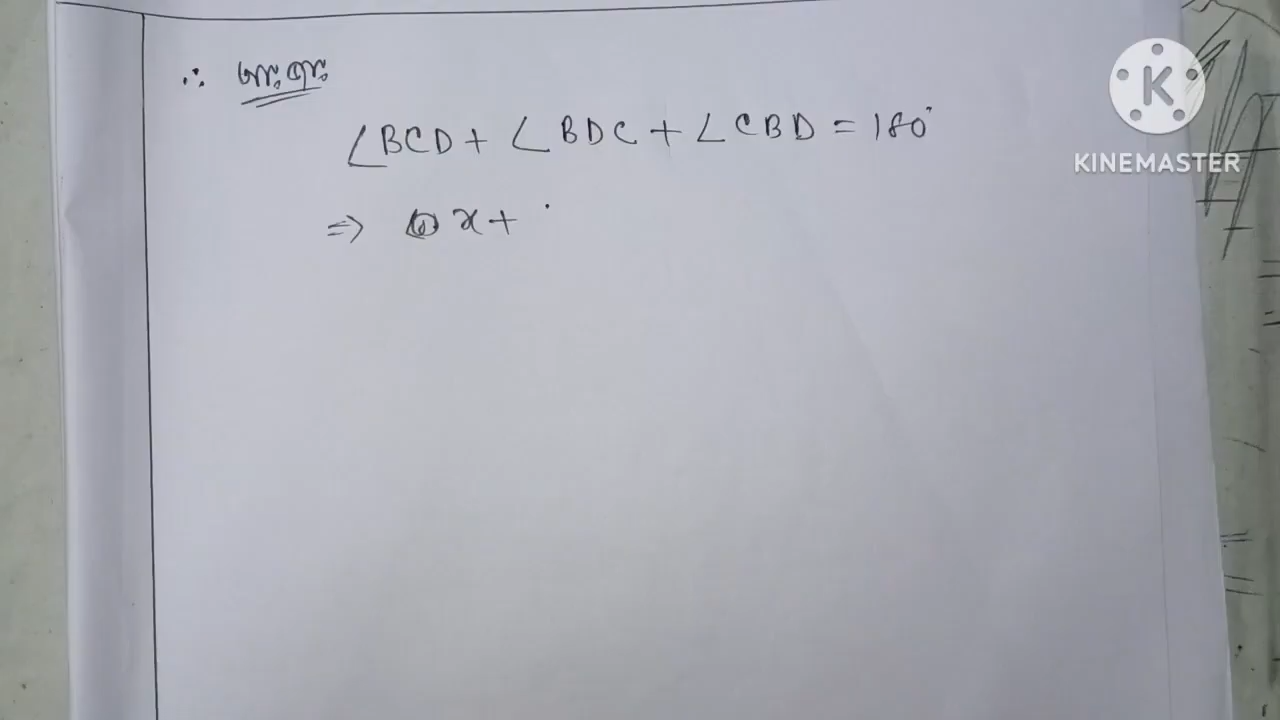 ∴
∠BCD + ∠BDC + ∠CBD = 180°
⇒ x +
KINEMASTER